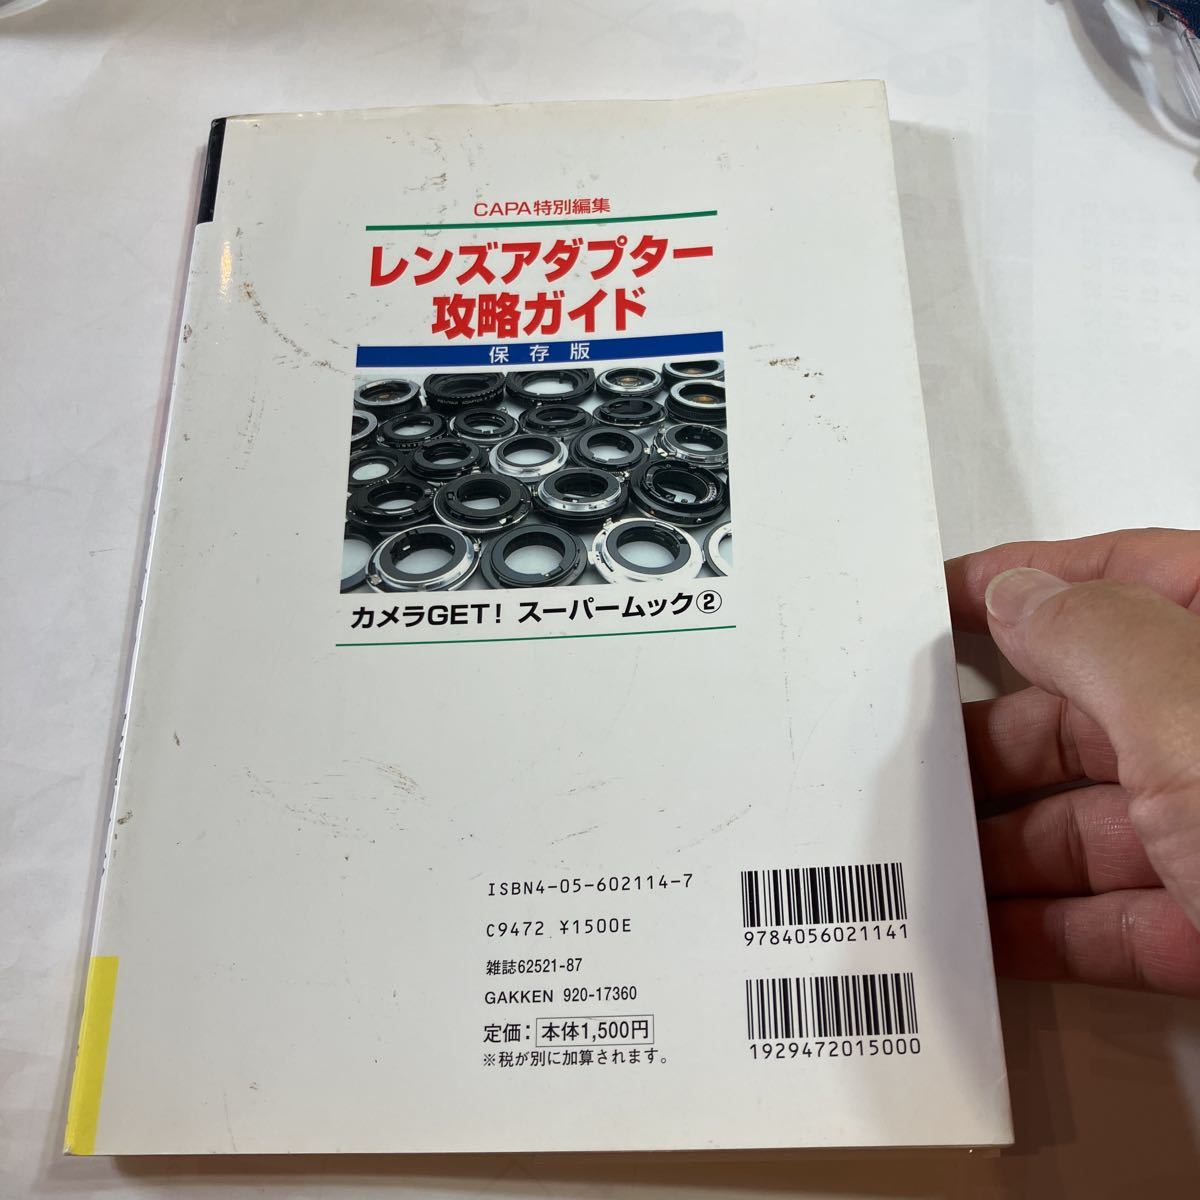 CAPA特別編集
レンズアダプター
攻略ガイド
保存版
カメラGET! スーパームック②
ISBN4-05-602114-7
C9472 ¥1500E
雑誌62521-87
GAKKEN 920-17360
定価:本体1,500円
※税が別に加算されます。
9784056021141
1929472015000